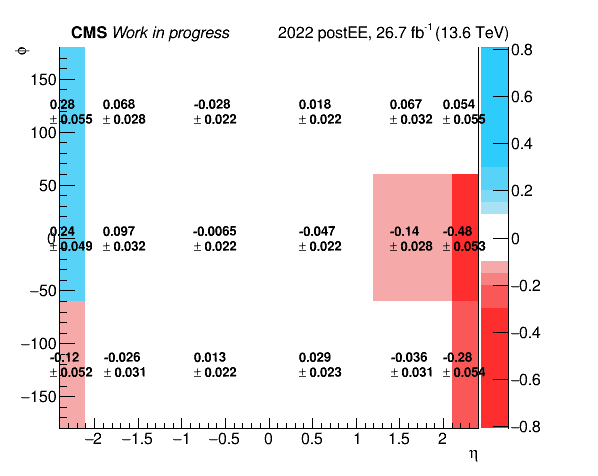 CMS Work in progress 2022 postEE, 26.7 fb-1 (13.6 TeV)
ϕ
150
100
50
0
−50
−100
−150
0.28 0.068 -0.028 0.018 0.067 0.054
± 0.055 ± 0.028 ± 0.022 ± 0.022 ± 0.032 ± 0.055
0.24 0.097 -0.0065 -0.047 -0.14 -0.48
± 0.049 ± 0.032 ± 0.022 ± 0.022 ± 0.028 ± 0.053
-0.12 -0.026 0.013 0.029 -0.036 -0.28
± 0.052 ± 0.031 ± 0.022 ± 0.023 ± 0.031 ± 0.054
−2 −1.5 −1 −0.5 0 0.5 1 1.5 2
η
0.8
0.6
0.4
0.2
0
−0.2
−0.4
−0.6
−0.8